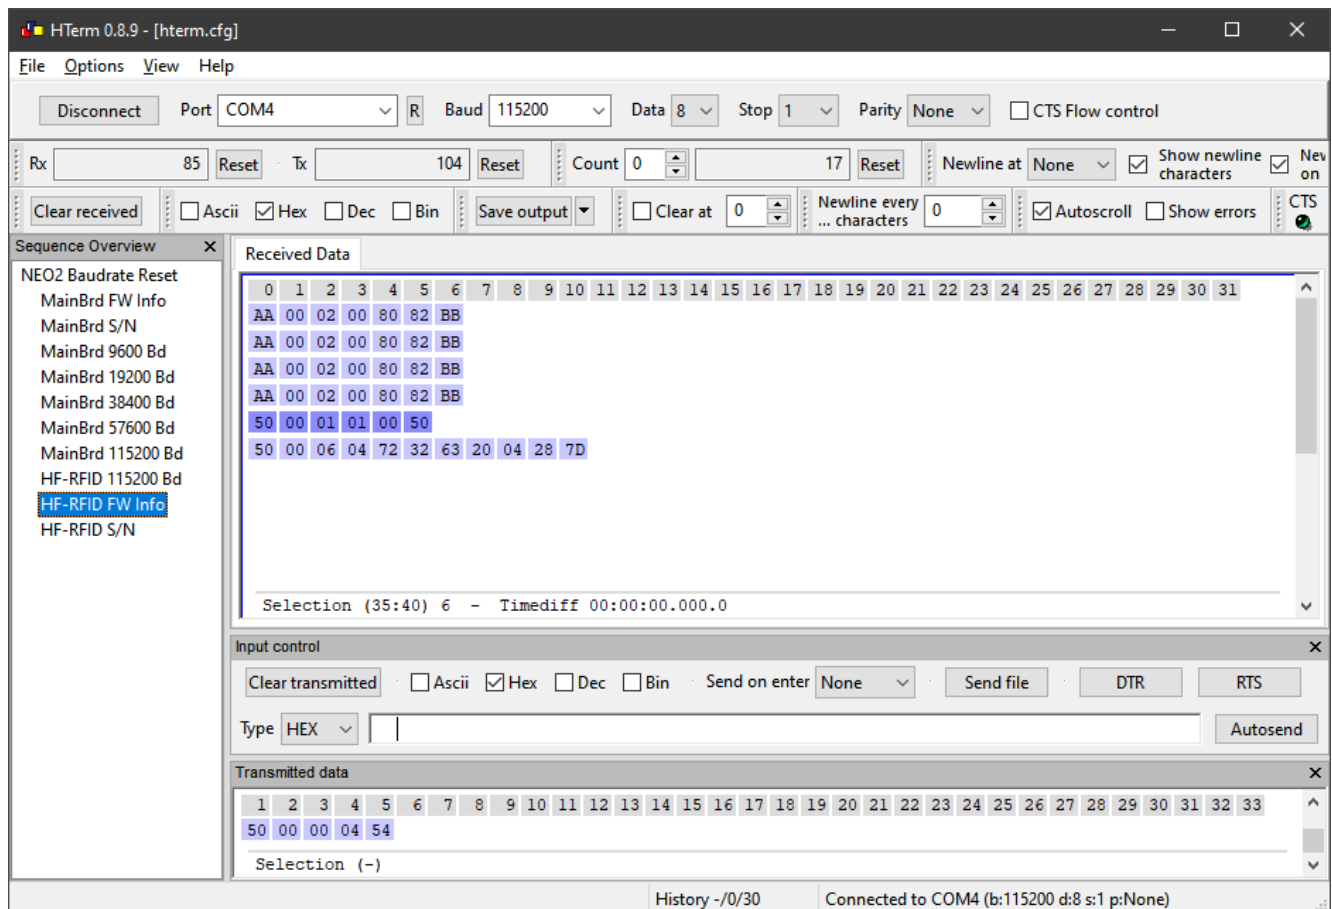 HTerm 0.8.9 - [hterm.cfg]
File Options View Help
Disconnect Port COM4 R Baud 115200 Data 8 Stop 1 Parity None CTS Flow control
Rx 85 Reset Tx 104 Reset Count 0 17 Reset Newline at None Show newline characters New on
Clear received Ascii Hex Dec Bin Save output Clear at 0 Newline every ... characters 0 Autoscroll Show errors CTS
Sequence Overview
NEO2 Baudrate Reset
MainBrd FW Info
MainBrd S/N
MainBrd 9600 Bd
MainBrd 19200 Bd
MainBrd 38400 Bd
MainBrd 57600 Bd
MainBrd 115200 Bd
HF-RFID 115200 Bd
HF-RFID FW Info
HF-RFID S/N
Received Data
0 1 2 3 4 5 6 7 8 9 10 11 12 13 14 15 16 17 18 19 20 21 22 23 24 25 26 27 28 29 30 31
AA 00 02 00 80 82 BB
AA 00 02 00 80 82 BB
AA 00 02 00 80 82 BB
AA 00 02 00 80 82 BB
50 00 01 01 00 50
50 00 06 04 72 32 63 20 04 28 7D
Selection (35:40) 6 - Timediff 00:00:00.000.0
Input control
Clear transmitted Ascii Hex Dec Bin Send on enter None Send file DTR RTS
Type HEX Autosend
Transmitted data
1 2 3 4 5 6 7 8 9 10 11 12 13 14 15 16 17 18 19 20 21 22 23 24 25 26 27 28 29 30 31 32 33
50 00 00 04 54
Selection (-)
History -/0/30 Connected to COM4 (b:115200 d:8 s:1 p:None)